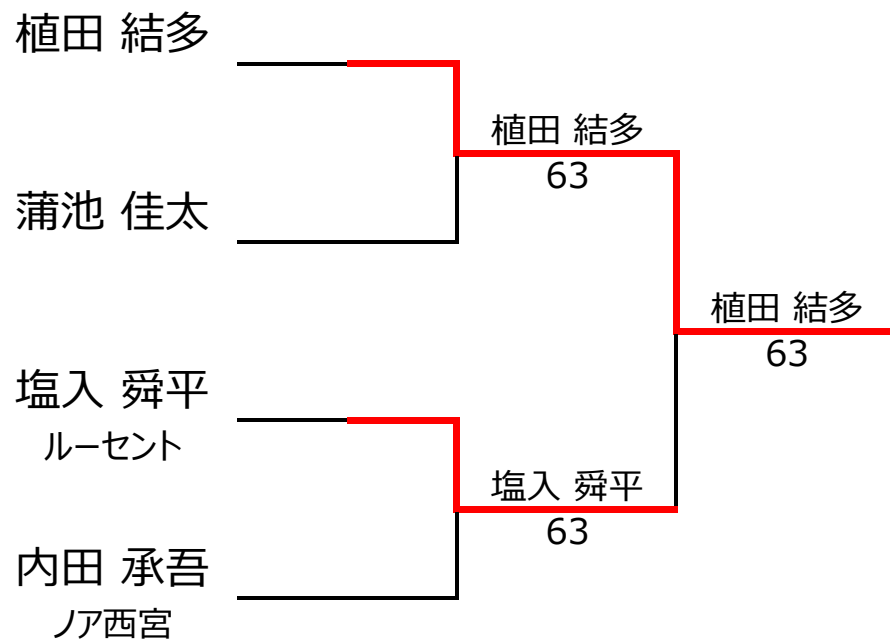 植田 結多
植田 結多
63
蒲池 佳太
植田 結多
63
塩入 舜平
ルーセント
塩入 舜平
63
内田 承吾
ノア西宮